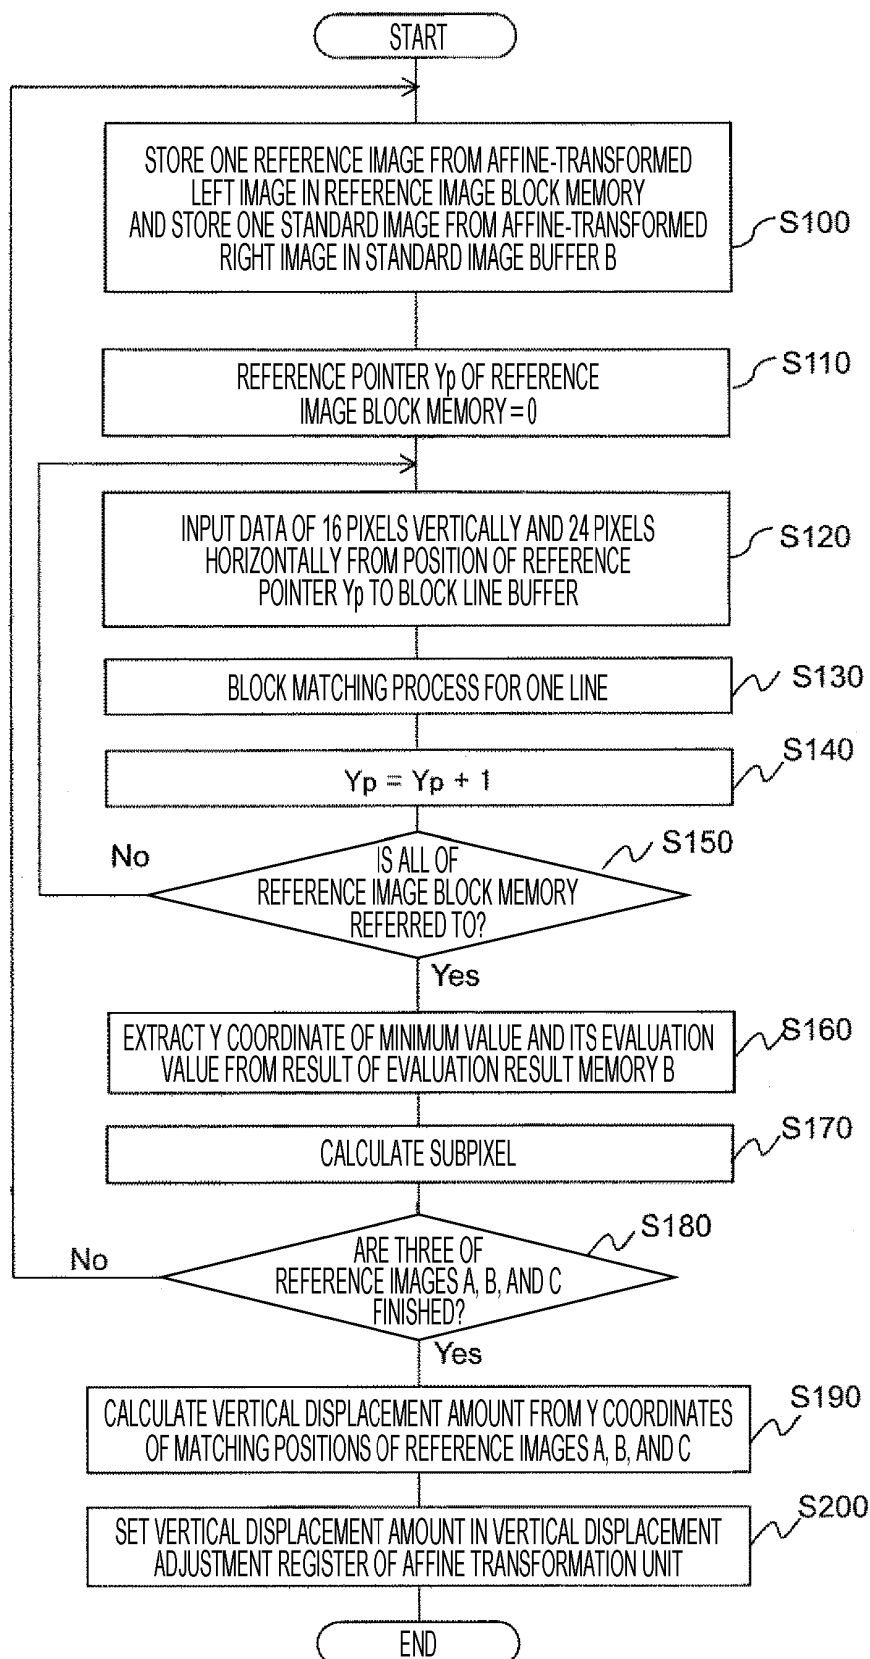 START
STORE ONE REFERENCE IMAGE FROM AFFINE-TRANSFORMED
LEFT IMAGE IN REFERENCE IMAGE BLOCK MEMORY
AND STORE ONE STANDARD IMAGE FROM AFFINE-TRANSFORMED
RIGHT IMAGE IN STANDARD IMAGE BUFFER B
S100
REFERENCE POINTER Yp OF REFERENCE
IMAGE BLOCK MEMORY = 0
S110
INPUT DATA OF 16 PIXELS VERTICALLY AND 24 PIXELS
HORIZONTALLY FROM POSITION OF REFERENCE
POINTER Yp TO BLOCK LINE BUFFER
S120
BLOCK MATCHING PROCESS FOR ONE LINE
S130
Yp = Yp + 1
S140
IS ALL OF
REFERENCE IMAGE BLOCK MEMORY
REFERRED TO?
S150
No
Yes
EXTRACT Y COORDINATE OF MINIMUM VALUE AND ITS EVALUATION
VALUE FROM RESULT OF EVALUATION RESULT MEMORY B
S160
CALCULATE SUBPIXEL
S170
ARE THREE OF
REFERENCE IMAGES A, B, AND C
FINISHED?
S180
No
Yes
CALCULATE VERTICAL DISPLACEMENT AMOUNT FROM Y COORDINATES
OF MATCHING POSITIONS OF REFERENCE IMAGES A, B, AND C
S190
SET VERTICAL DISPLACEMENT AMOUNT IN VERTICAL DISPLACEMENT
ADJUSTMENT REGISTER OF AFFINE TRANSFORMATION UNIT
S200
END